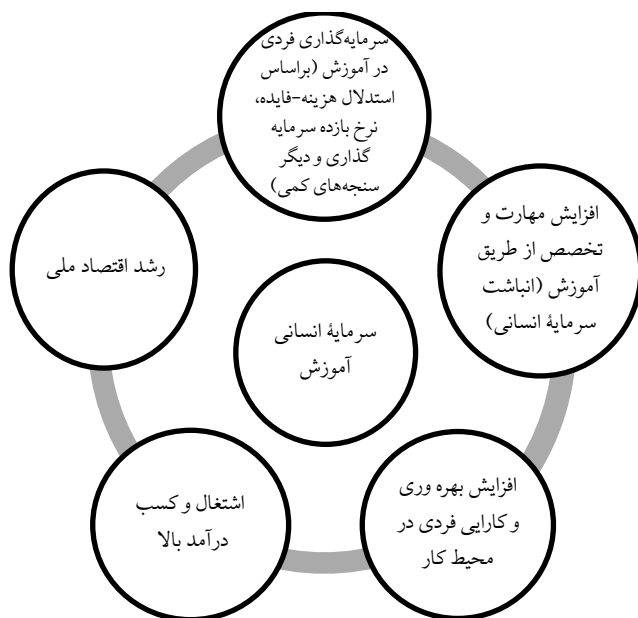 سرمایه‌گذاری فردی
در آموزش (براساس
استدلال هزینه-فایده،
نرخ بازده سرمایه
گذاری و دیگر
سنجه‌های کمی)
افزایش مهارت و
تخصص از طریق
آموزش (انباشت
سرمایۀ انسانی)
افزایش بهره وری
و کارایی فردی در
محیط کار
اشتغال و کسب
درآمد بالا
رشد اقتصاد ملی
سرمایۀ انسانی
آموزش